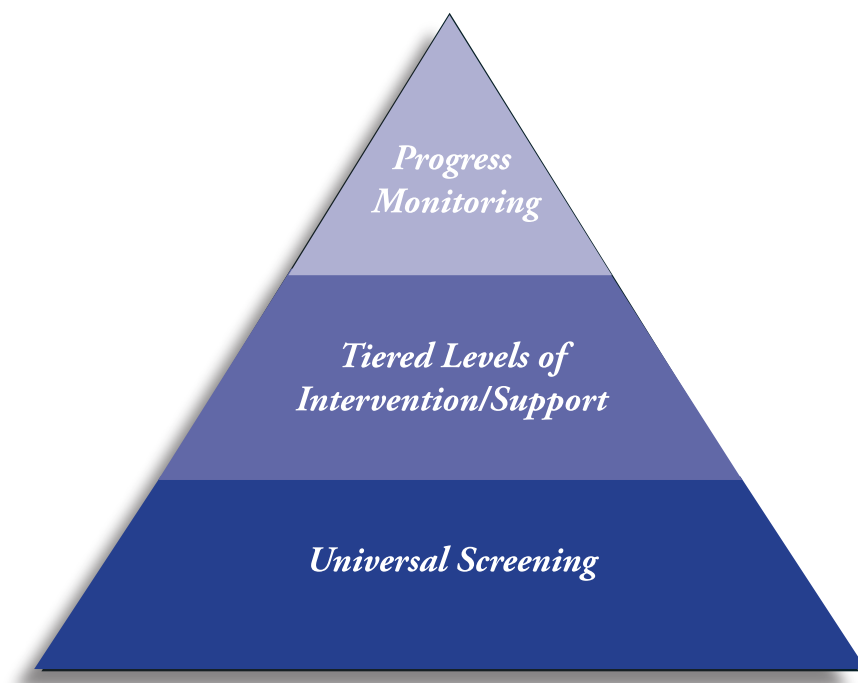 Progress
Monitoring
Tiered Levels of
Intervention/Support
Universal Screening